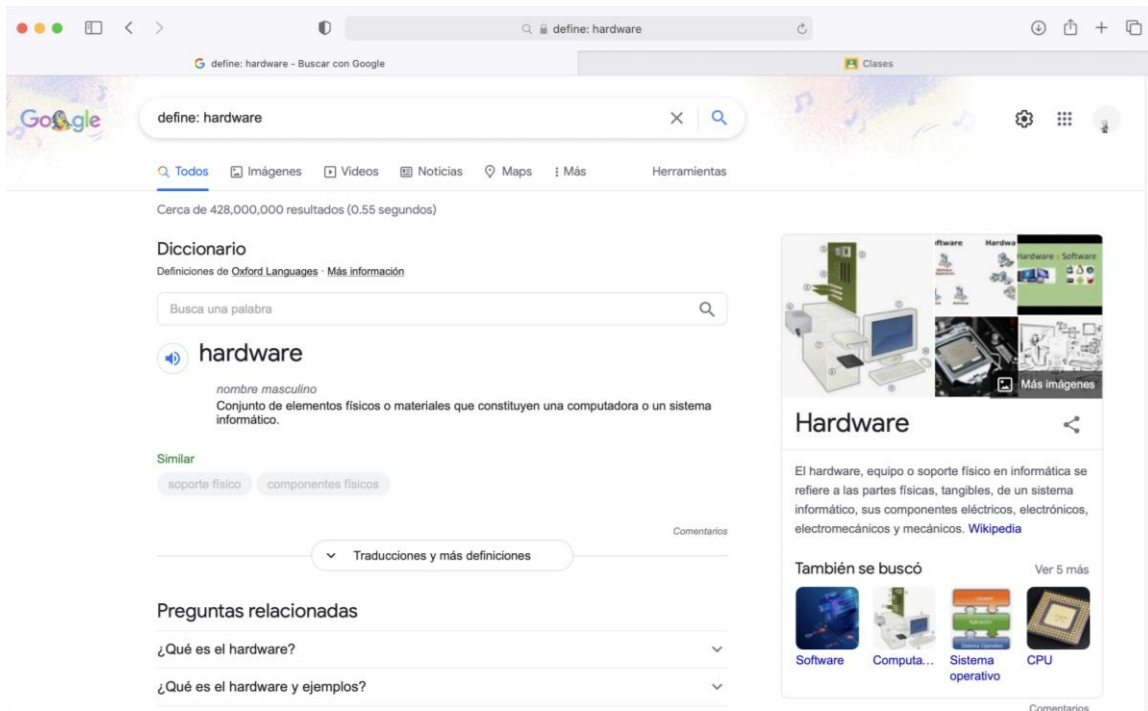 define: hardware
define: hardware - Buscar con Google
Clases
Google
define: hardware
Todos
Imágenes
Videos
Noticias
Maps
Más
Herramientas
Cerca de 428,000,000 resultados (0.55 segundos)
Diccionario
Definiciones de Oxford Languages · Más información
Busca una palabra
hardware
nombre masculino
Conjunto de elementos físicos o materiales que constituyen una computadora o un sistema
informático.
Similar
soporte físico
componentes físicos
Comentarios
Traducciones y más definiciones
Preguntas relacionadas
¿Qué es el hardware?
¿Qué es el hardware y ejemplos?
Hardware y Software
Más imágenes
Hardware
El hardware, equipo o soporte físico en informática se
refiere a las partes físicas, tangibles, de un sistema
informático, sus componentes eléctricos, electrónicos,
electromecánicos y mecánicos. Wikipedia
También se buscó
Ver 5 más
Software
Computa...
Sistema
operativo
CPU
Comentarios